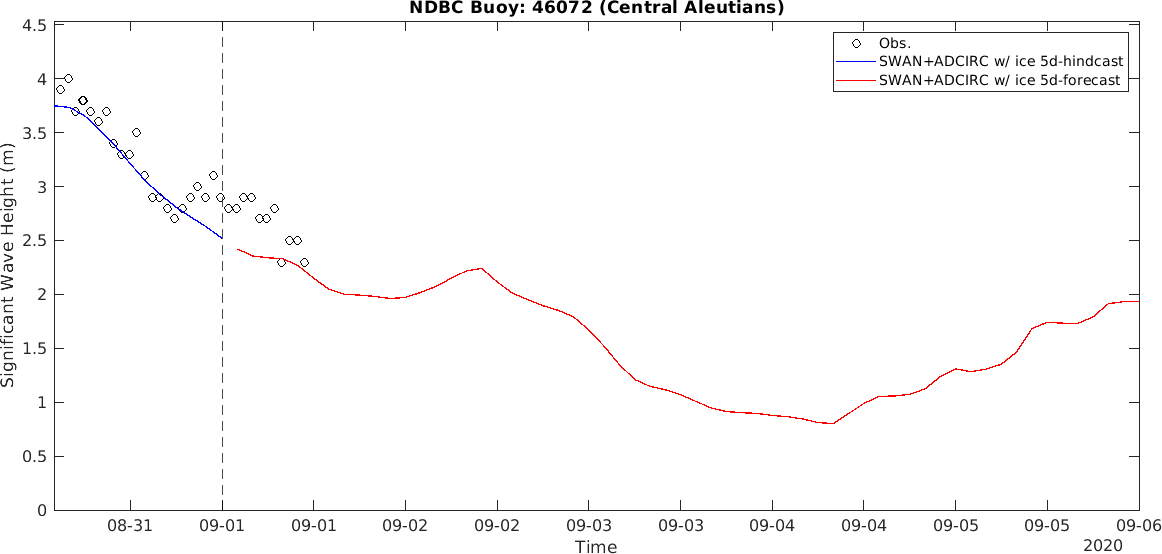 NDBC Buoy: 46072 (Central Aleutians)
Obs.
SWAN+ADCIRC w/ ice 5d-hindcast
SWAN+ADCIRC w/ ice 5d-forecast
Significant Wave Height (m)
4.5
4
3.5
3
2.5
2
1.5
1
0.5
0
08-31 09-01 09-01 09-02 09-02 09-03 09-03 09-04 09-04 09-05 09-05 09-06
Time
2020